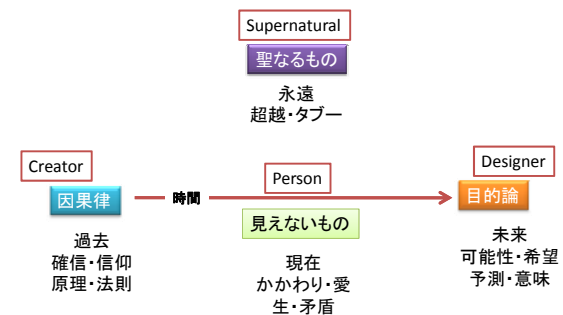 Supernatural
聖なるもの
永遠
超越・タブー
Creator
因果律
過去
確信・信仰
原理・法則
時間
Person
見えないもの
現在
かかわり・愛
生・矛盾
Designer
目的論
未来
可能性・希望
予測・意味